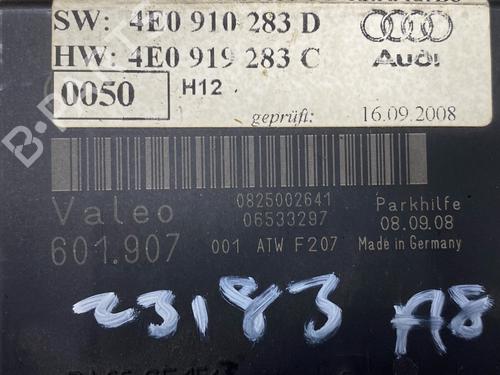 SW: 4E0 910 283 D
HW: 4E0 919 283 C
Audi
0050 H12
geprüft: 16.09.2008
0825002641
Valeo 06533297 Parkhilfe
08.09.08
601.907 001 ATW F207 Made in Germany
23183 A8